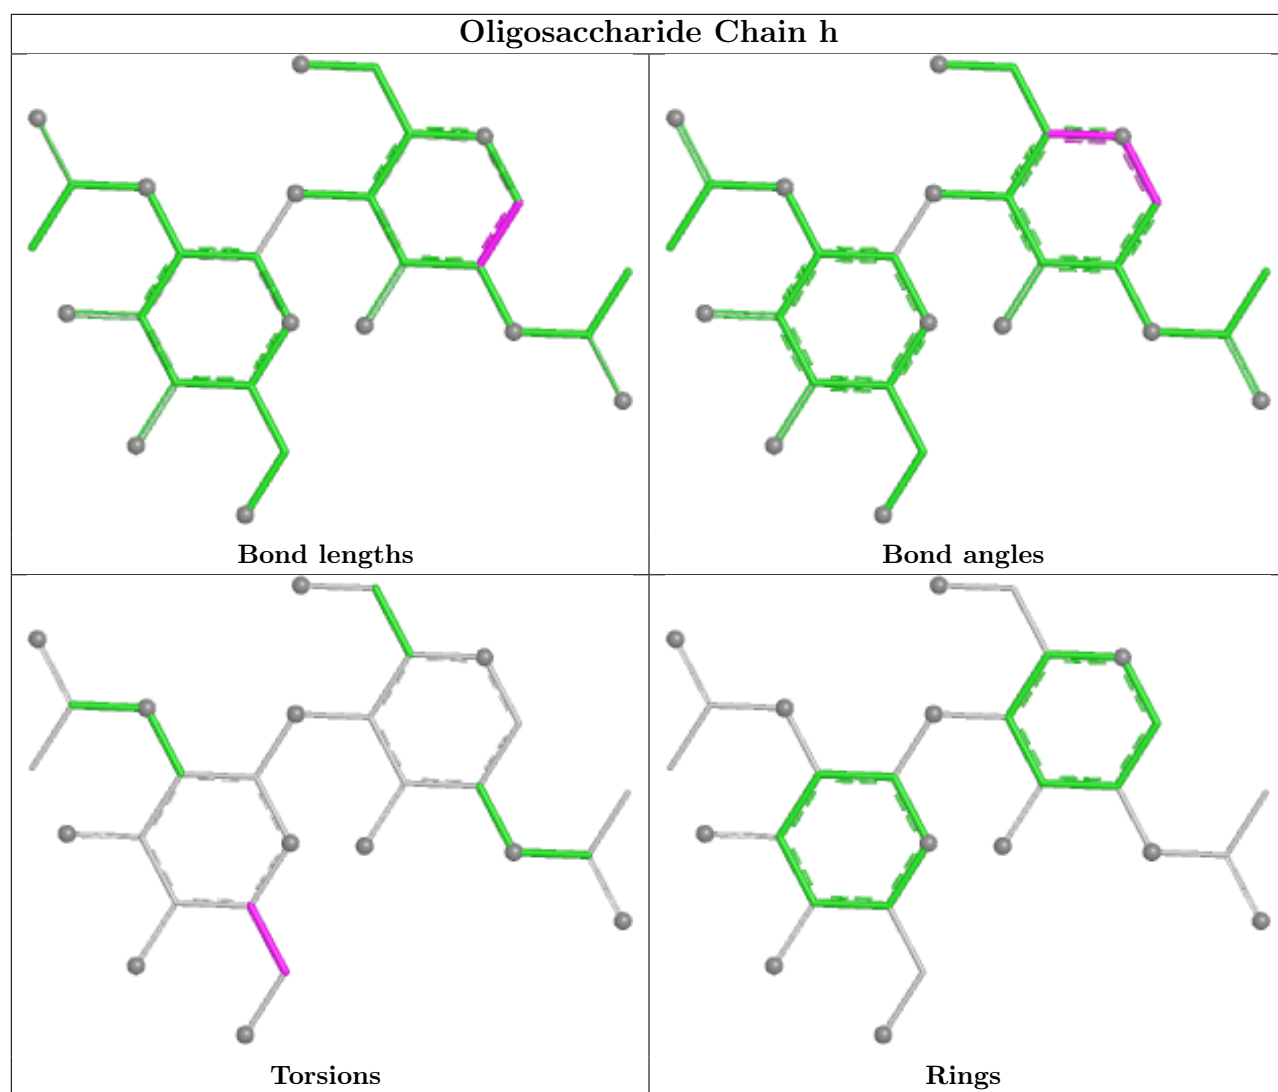 Oligosaccharide Chain h
Bond lengths
Bond angles
Torsions
Rings